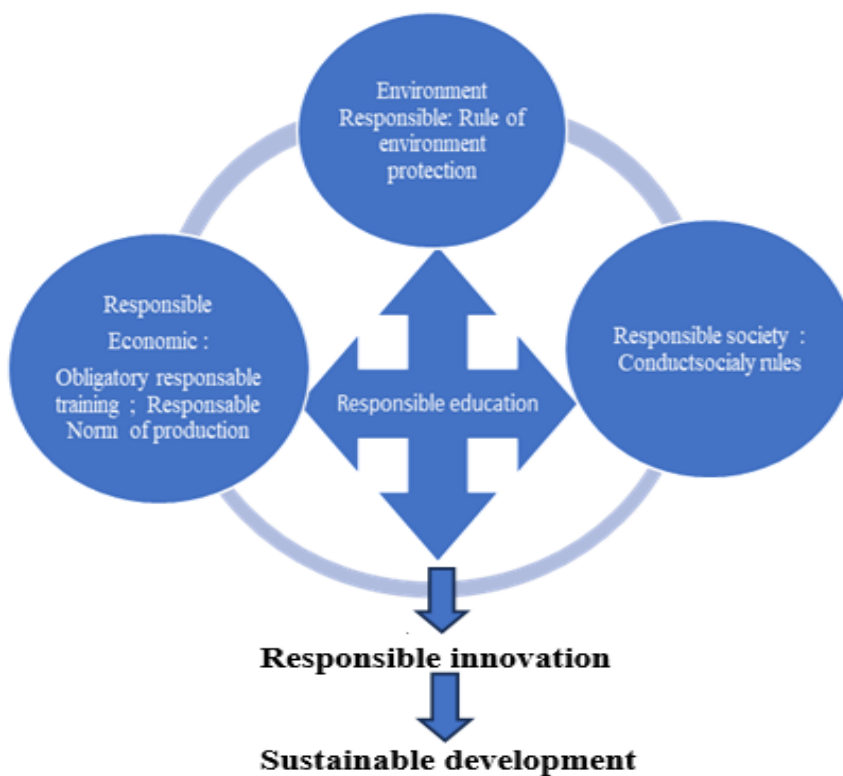 Environment
Responsible: Rule of
environment
protection
Responsible
Economic :
Obligatory responsable
training ; Responsable
Norm of production
Responsible education
Responsible society :
Conductsocialy rules
Responsible innovation
Sustainable development